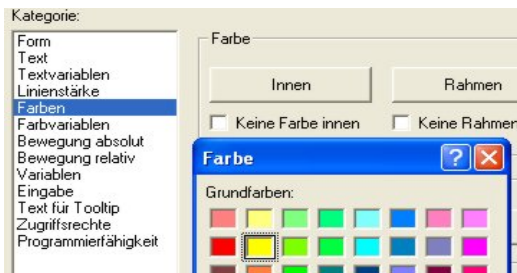 Kategorie:
Form
Text
Textvariablen
Linienstärke
Farben
Farbvariablen
Bewegung absolut
Bewegung relativ
Variablen
Eingabe
Text für Tooltip
Zugriffsrechte
Programmierfähigkeit
Farbe
Innen Rahmen
Keine Farbe innen Keine Rahmen
Farbe ? X
Grundfarben: